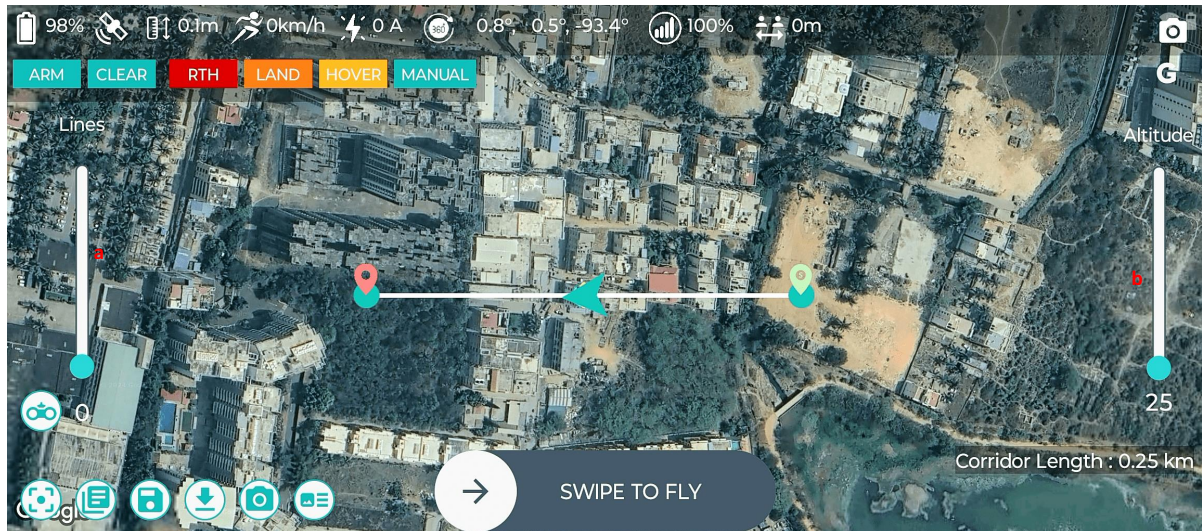 98% 0.1m 0km/h 0 A 360° 0.8°, 0.5°, -93.4° 100% 0m
ARM CLEAR RTH LAND HOVER MANUAL
G
Lines
Altitude
a
b
0
25
Corridor Length : 0.25 km
SWIPE TO FLY